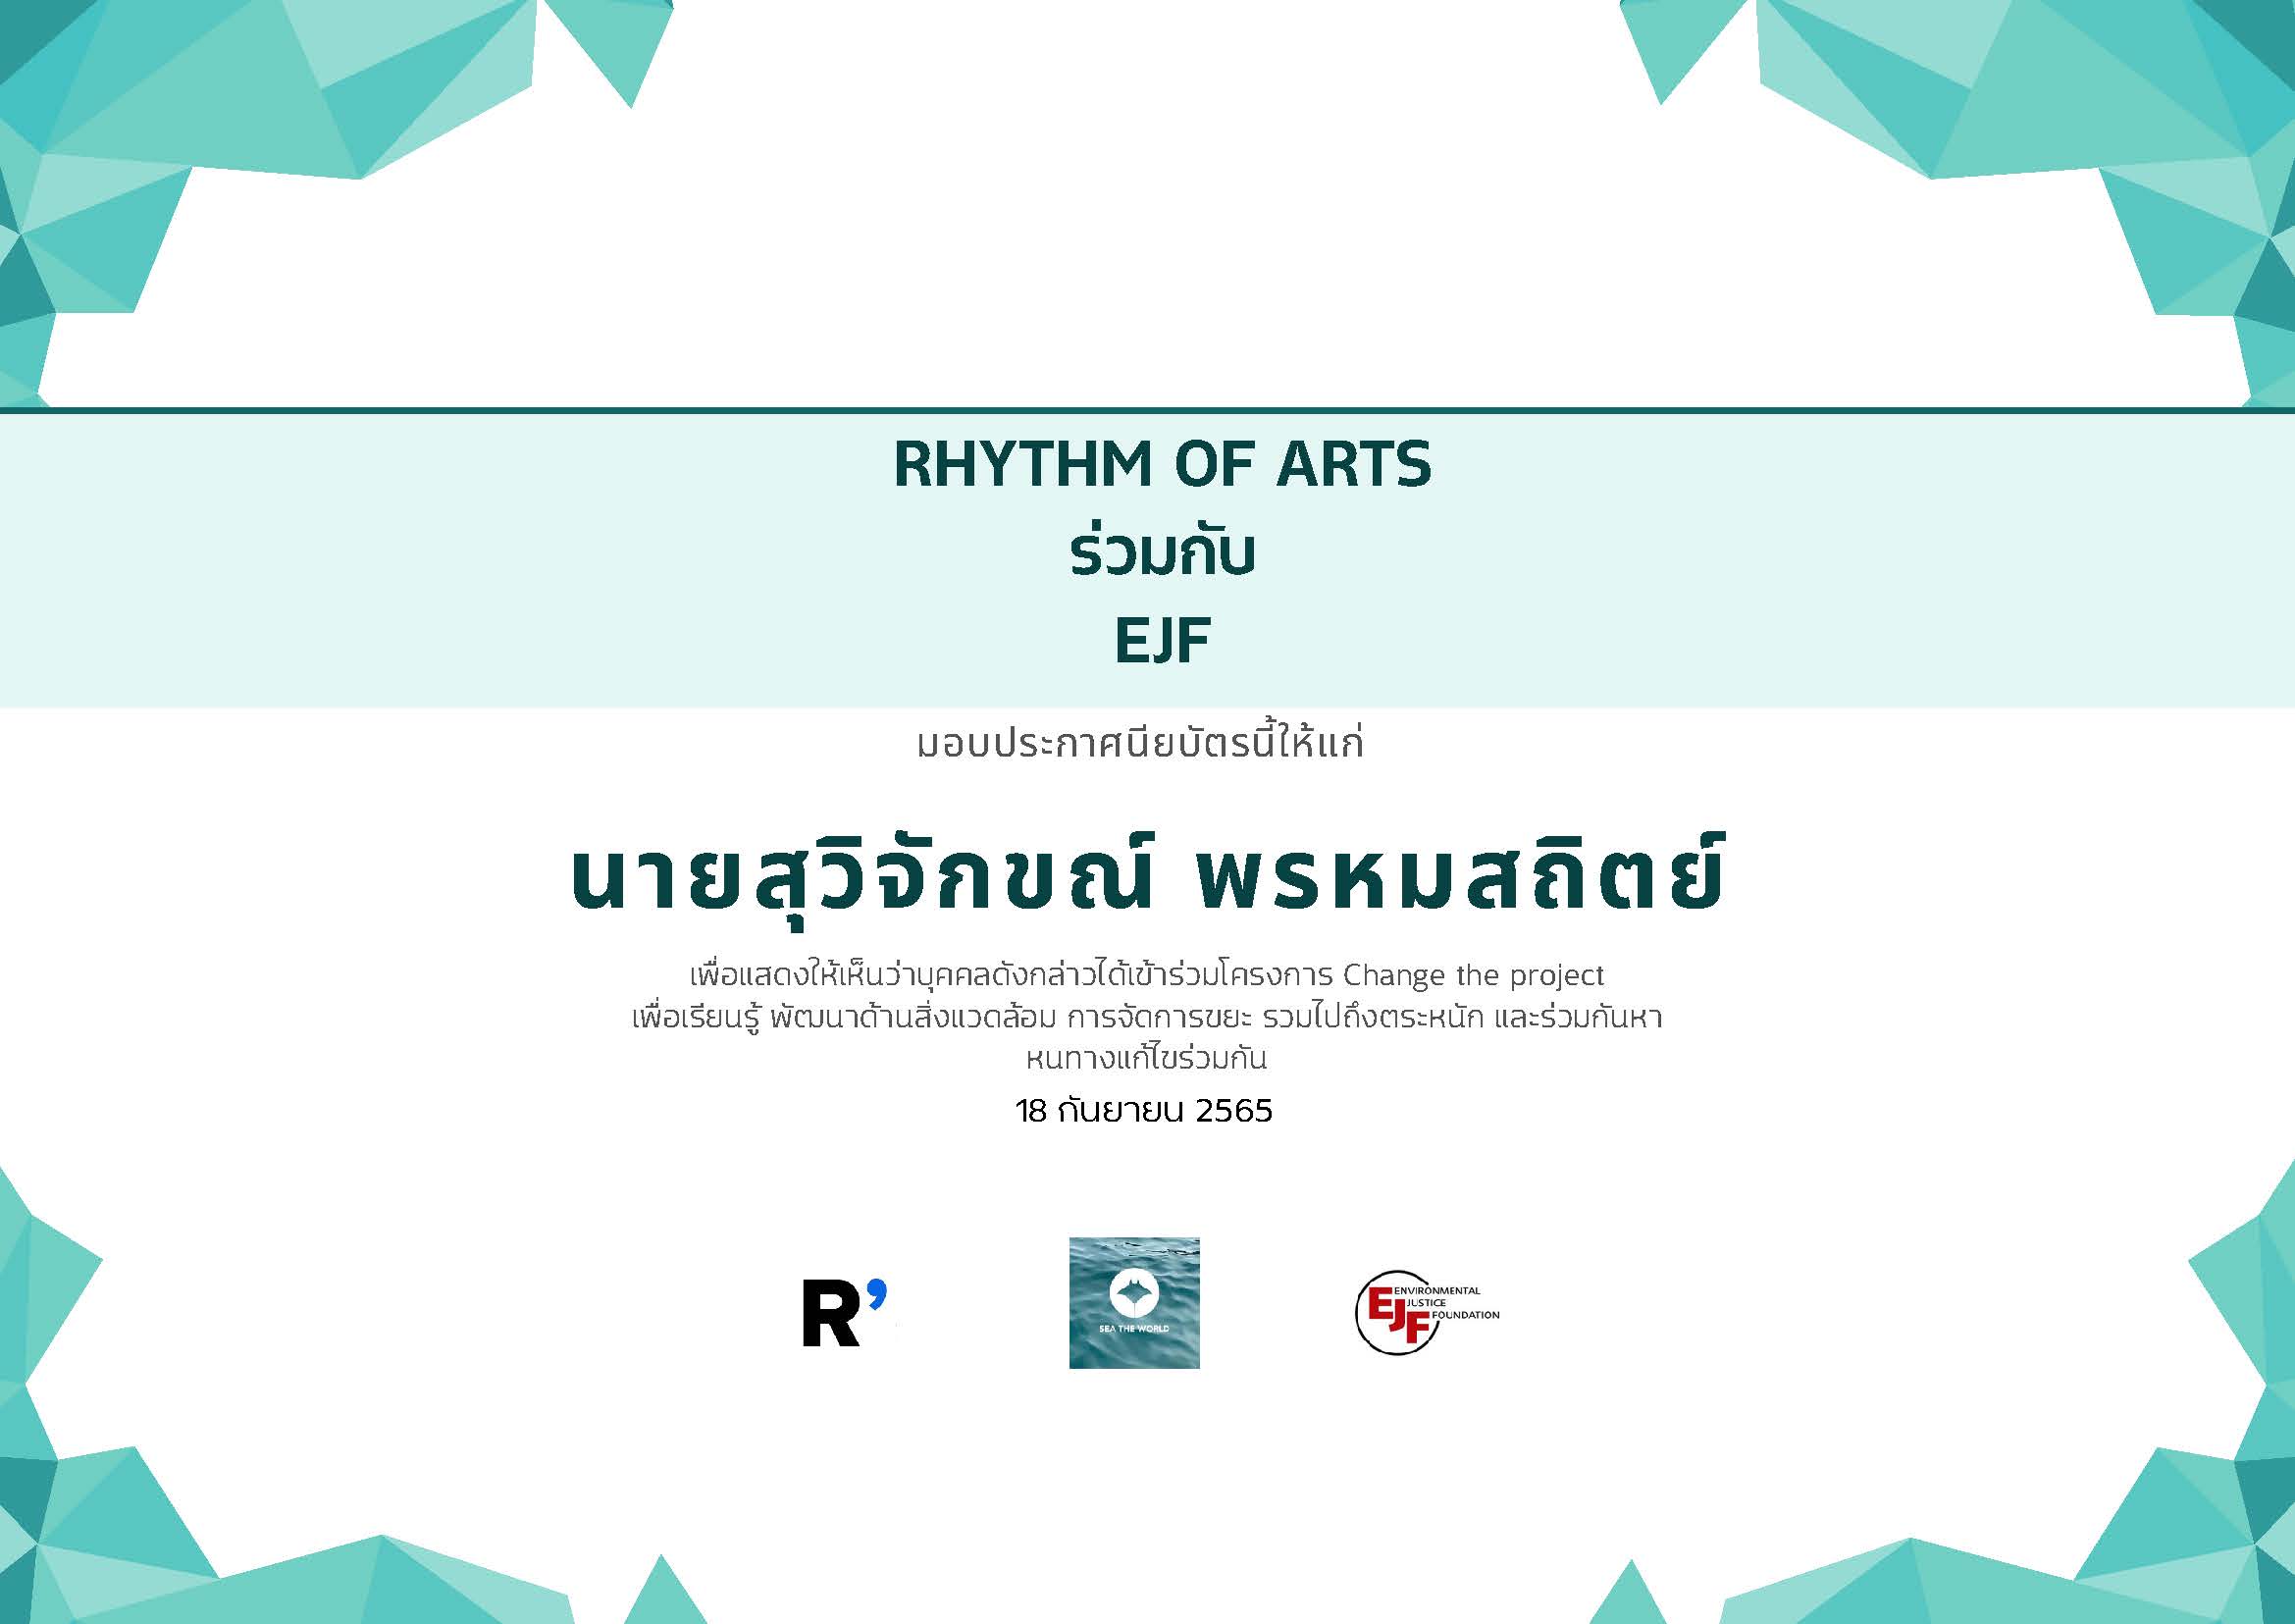 RHYTHM OF ARTS
ร่วมกับ
EJF
มอบประกาศนียบัตรนี้ให้แก่
นายสุวิจักขณ์ พรหมสถิตย์
เพื่อแสดงให้เห็นว่าบุคคลดังกล่าวได้เข้าร่วมโครงการ Change the project
เพื่อเรียนรู้ พัฒนาด้านสิ่งแวดล้อม การจัดการขยะ รวมไปถึงตระหนัก และร่วมกันหา
หนทางแก้ไขร่วมกัน
18 กันยายน 2565
R’
SEA THE WORLD
EJF ENVIRONMENTAL
JUSTICE
FOUNDATION